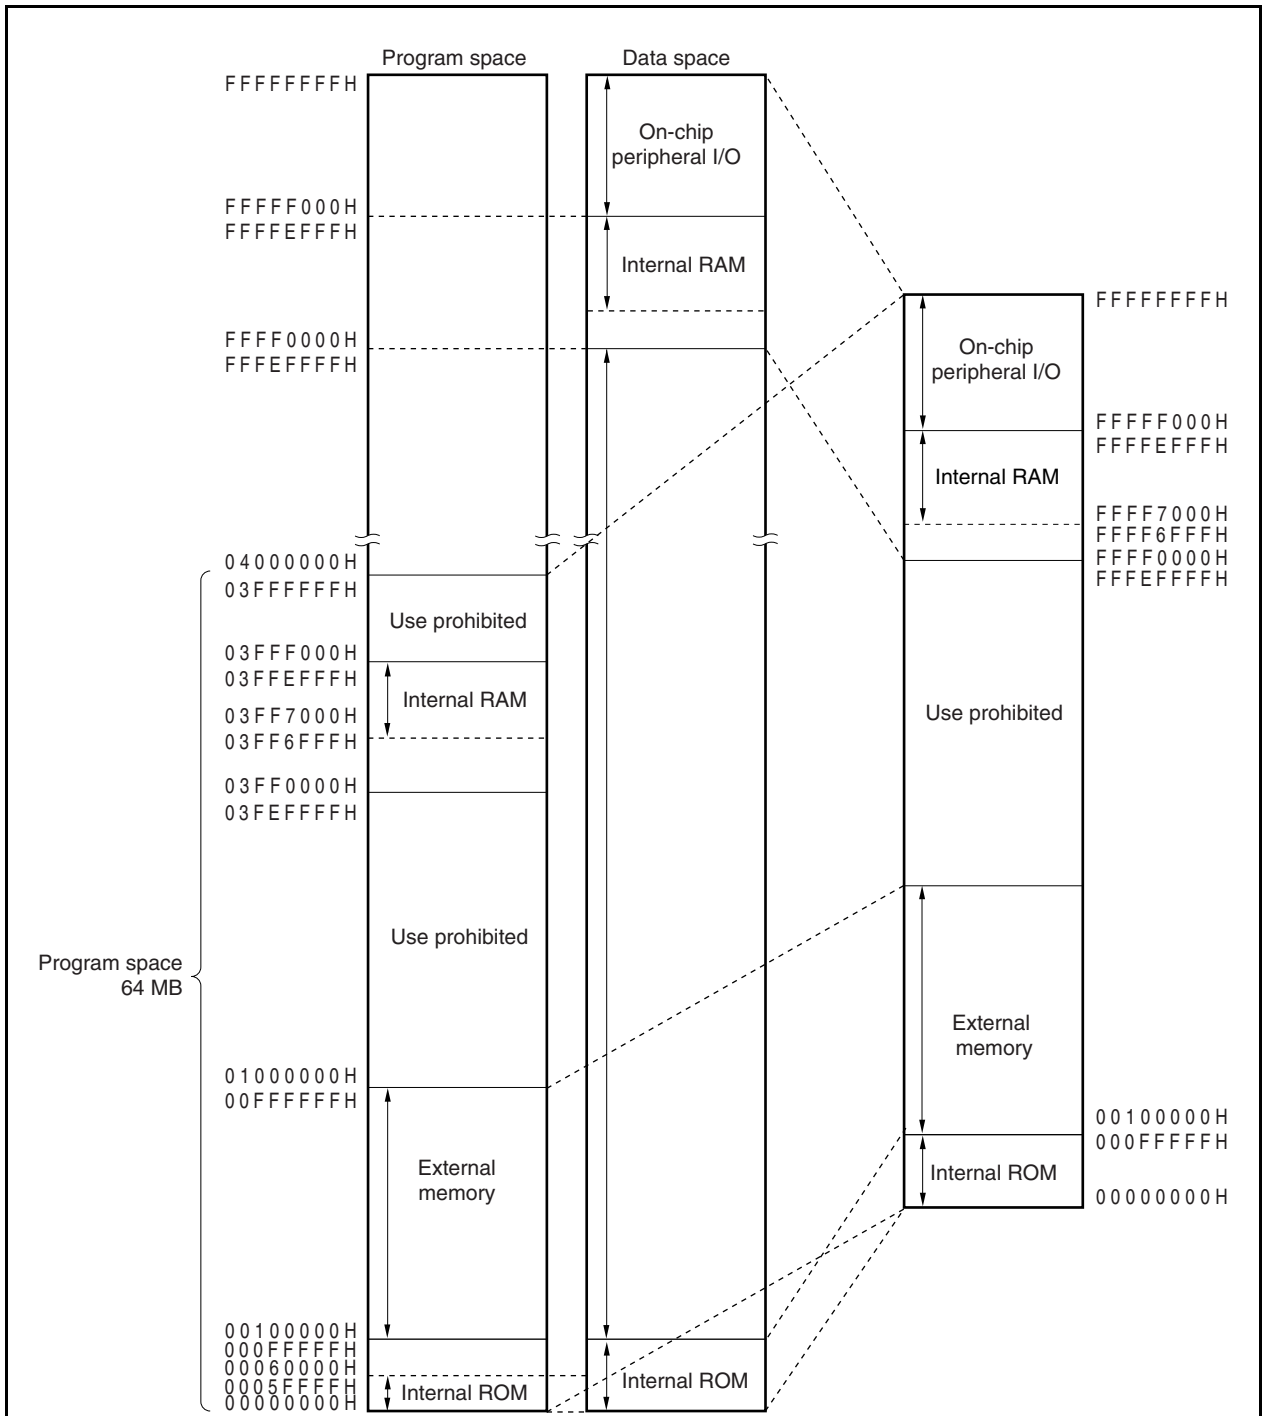 Program space
Data space
FFFFFFFFH
On-chip
peripheral I/O
FFFFF000H
FFFFEFFFH
Internal RAM
FFFF0000H
FFFEFFFFH
04000000H
03FFFFFFH
Use prohibited
03FFF000H
03FFEFFFH
Internal RAM
03FF7000H
03FF6FFFH
03FF0000H
03FEFFFFH
Use prohibited
Program space
64 MB
01000000H
00FFFFFFH
External
memory
00100000H
000FFFFFH
00060000H
0005FFFFH
00000000H
Internal ROM
Internal ROM
FFFFFFFFH
On-chip
peripheral I/O
FFFFF000H
FFFFEFFFH
Internal RAM
FFFF7000H
FFFF6FFFH
FFFF0000H
FFFEFFFFH
Use prohibited
External
memory
00100000H
000FFFFFH
Internal ROM
00000000H